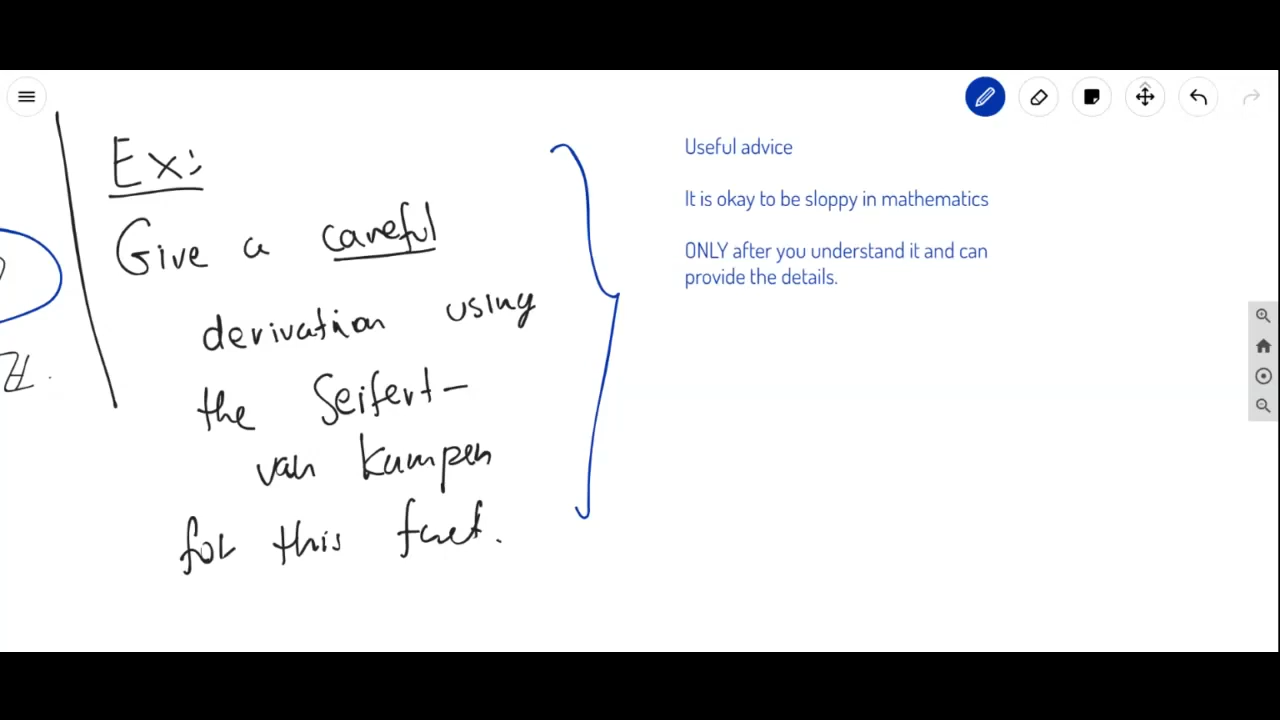 Ex:
Give a careful
derivation using
the Seifert-
van Kampen
for this fact.
Useful advice
It is okay to be sloppy in mathematics
ONLY after you understand it and can
provide the details.